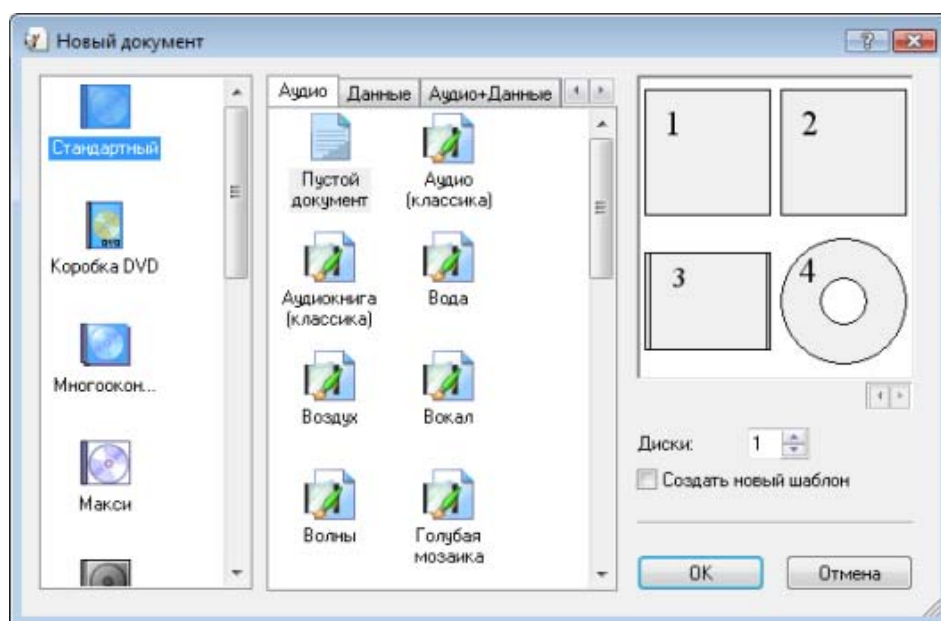 Новый документ
Стандартный
Коробка DVD
Многоокон...
Макси
Аудио Данные Аудио+Данные
Пустой документ
Аудио (классика)
Аудиокнига (классика)
Вода
Воздух
Вокал
Волны
Голубая мозаика
1 2
3 4
Диски: 1
Создать новый шаблон
OK Отмена